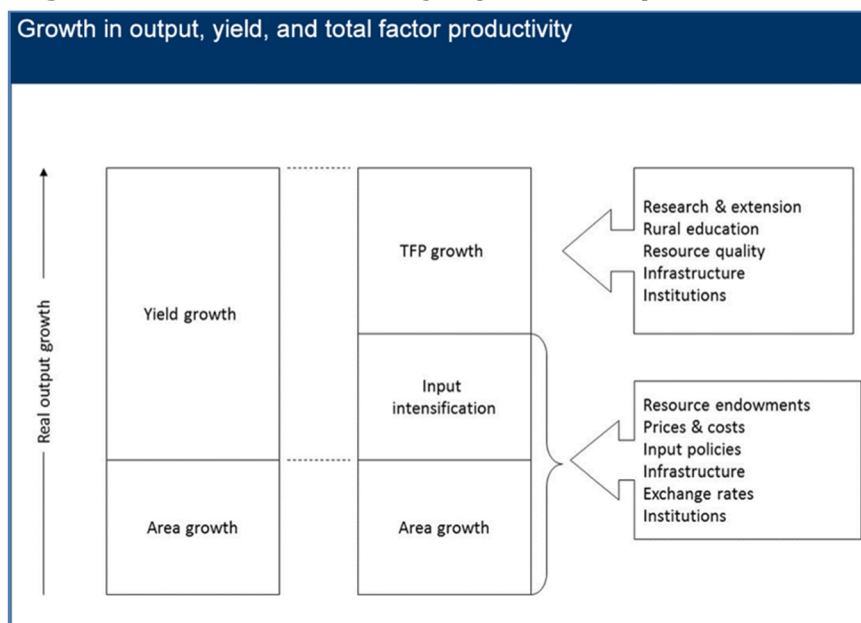 Growth in output, yield, and total factor productivity
Real output growth
Yield growth
Area growth
TFP growth
Input
intensification
Area growth
Research & extension
Rural education
Resource quality
Infrastructure
Institutions
Resource endowments
Prices & costs
Input policies
Infrastructure
Exchange rates
Institutions